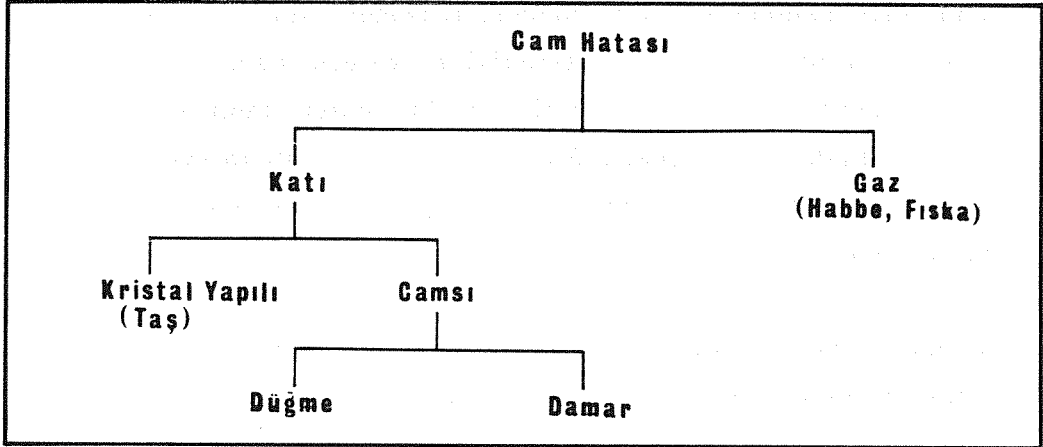 Cam Hatası
Katı
Gaz
(Habbe, Fıska)
Kristal Yapılı
(Taş)
Camsı
Düğme
Damar